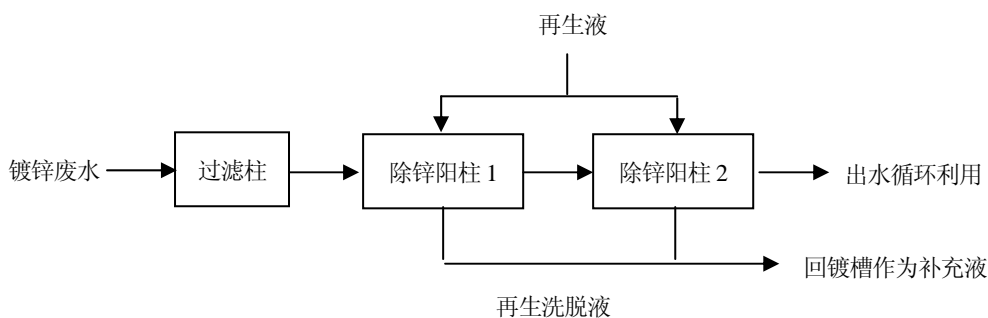 再生液
镀锌废水
过滤柱
除锌阳柱 1
除锌阳柱 2
出水循环利用
回镀槽作为补充液
再生洗脱液